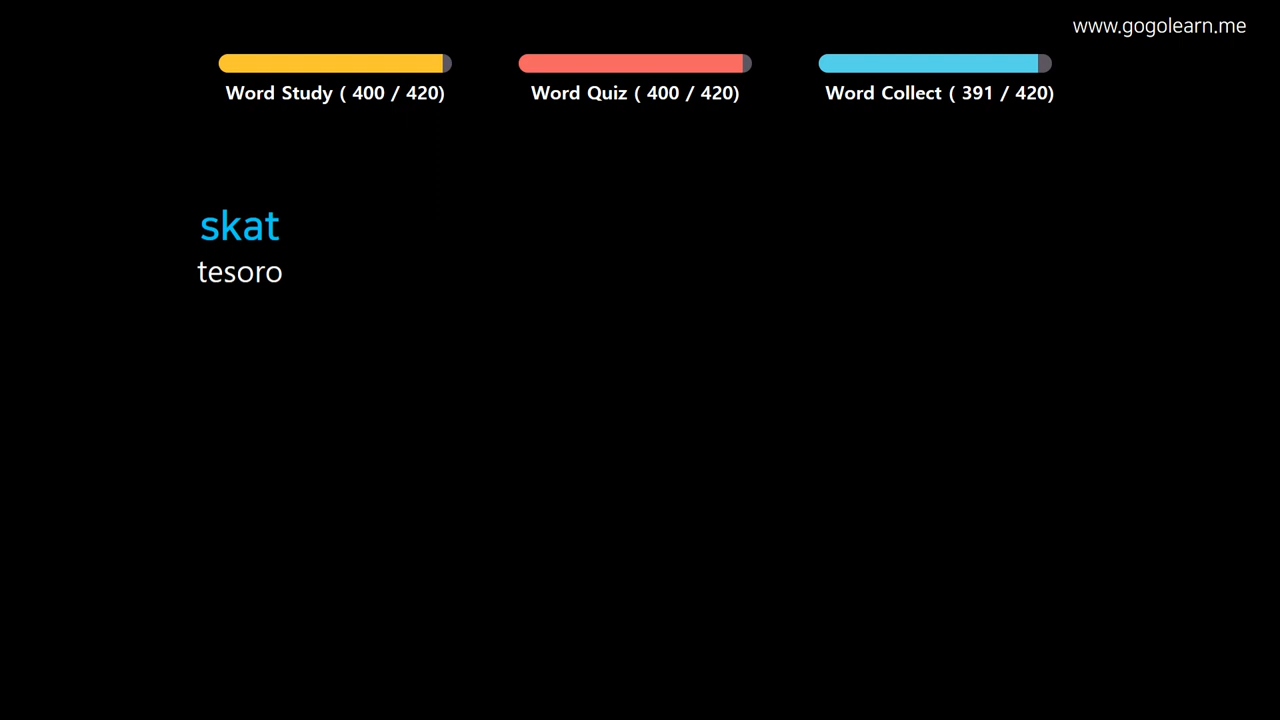 www.gogolearn.me
Word Study ( 400 / 420)
Word Quiz ( 400 / 420)
Word Collect ( 391 / 420)
skat
tesoro